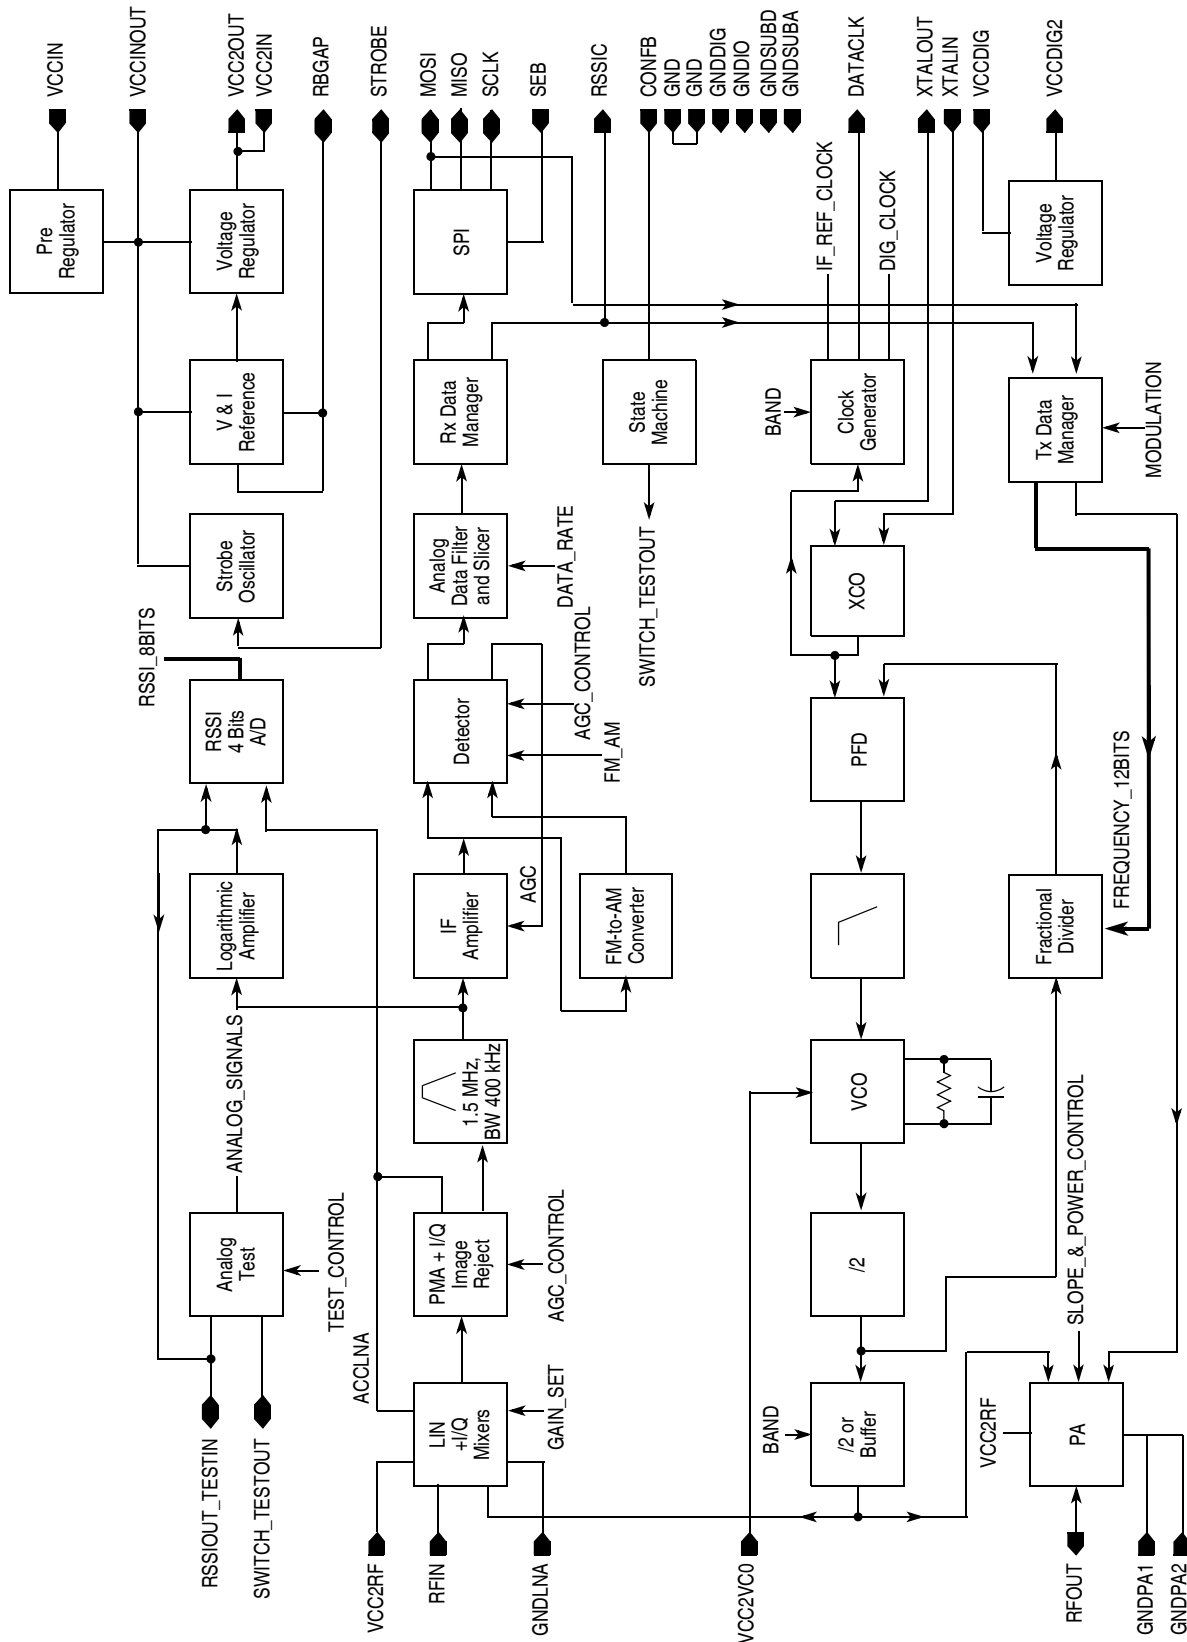 VCCIN
VCCINOUT
VCC2OUT
VCC2IN
RBGAP
STROBE
MOSI
MISO
SCLK
SEB
RSSIC
CONFB
GND
GND
GNDDIG
GNDIO
GNDSUBD
GNDSUBA
DATACLK
XTALOUT
XTALIN
VCCDIG
VCCDIG2
Pre
Regulator
Voltage
Regulator
SPI
IF_REF_CLOCK
DIG_CLOCK
Voltage
Regulator
V & I
Reference
Rx Data
Manager
State
Machine
BAND
Clock
Generator
Tx Data
Manager
MODULATION
Strobe
Oscillator
Analog
Data Filter
and Slicer
DATA_RATE
SWITCH_TESTOUT
XCO
RSSI_8BITS
RSSI
4 Bits
A/D
Detector
AGC_CONTROL
FM_AM
PFD
FREQUENCY_12BITS
Logarithmic
Amplifier
IF
Amplifier
AGC
FM-to-AM
Converter
Fractional
Divider
ANALOG_SIGNALS
1.5 MHz,
BW 400 kHz
VCO
SLOPE_&_POWER_CONTROL
Analog
Test
TEST_CONTROL
PMA + I/Q
Image
Reject
AGC_CONTROL
/2
ACCLNA
LIN
+I/Q
Mixers
GAIN_SET
BAND
/2 or
Buffer
VCC2RF
PA
RSSIOUT_TESTIN
SWITCH_TESTOUT
VCC2RF
RFIN
GNDLNA
VCC2VC0
RFOUT
GNDPA1
GNDPA2